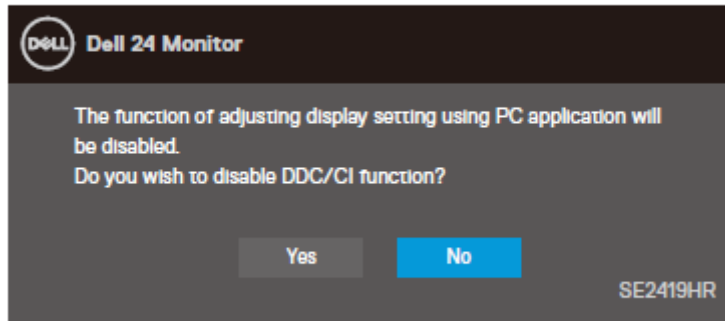 DELL Dell 24 Monitor
The function of adjusting display setting using PC application will
be disabled.
Do you wish to disable DDC/CI function?
Yes No
SE2419HR